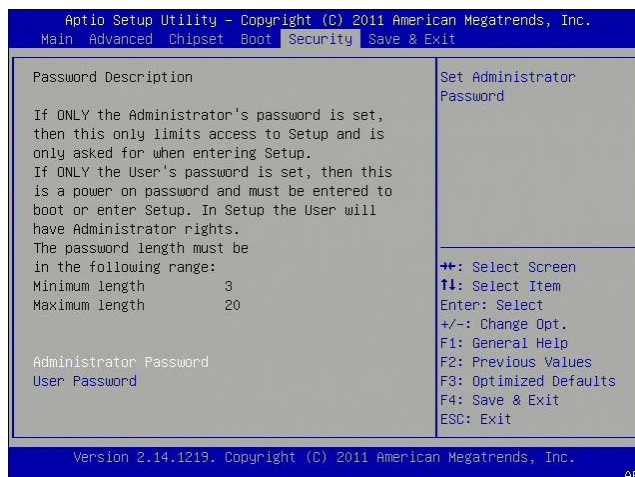 Aptio Setup Utility – Copyright (C) 2011 American Megatrends, Inc.
Main Advanced Chipset Boot Security Save & Exit
Password Description
If ONLY the Administrator's password is set,
then this only limits access to Setup and is
only asked for when entering Setup.
If ONLY the User's password is set, then this
is a power on password and must be entered to
boot or enter Setup. In Setup the User will
have Administrator rights.
The password length must be
in the following range:
Minimum length 3
Maximum length 20
Administrator Password
User Password
Set Administrator
Password
→←: Select Screen
↑↓: Select Item
Enter: Select
+/-: Change Opt.
F1: General Help
F2: Previous Values
F3: Optimized Defaults
F4: Save & Exit
ESC: Exit
Version 2.14.1219. Copyright (C) 2011 American Megatrends, Inc.